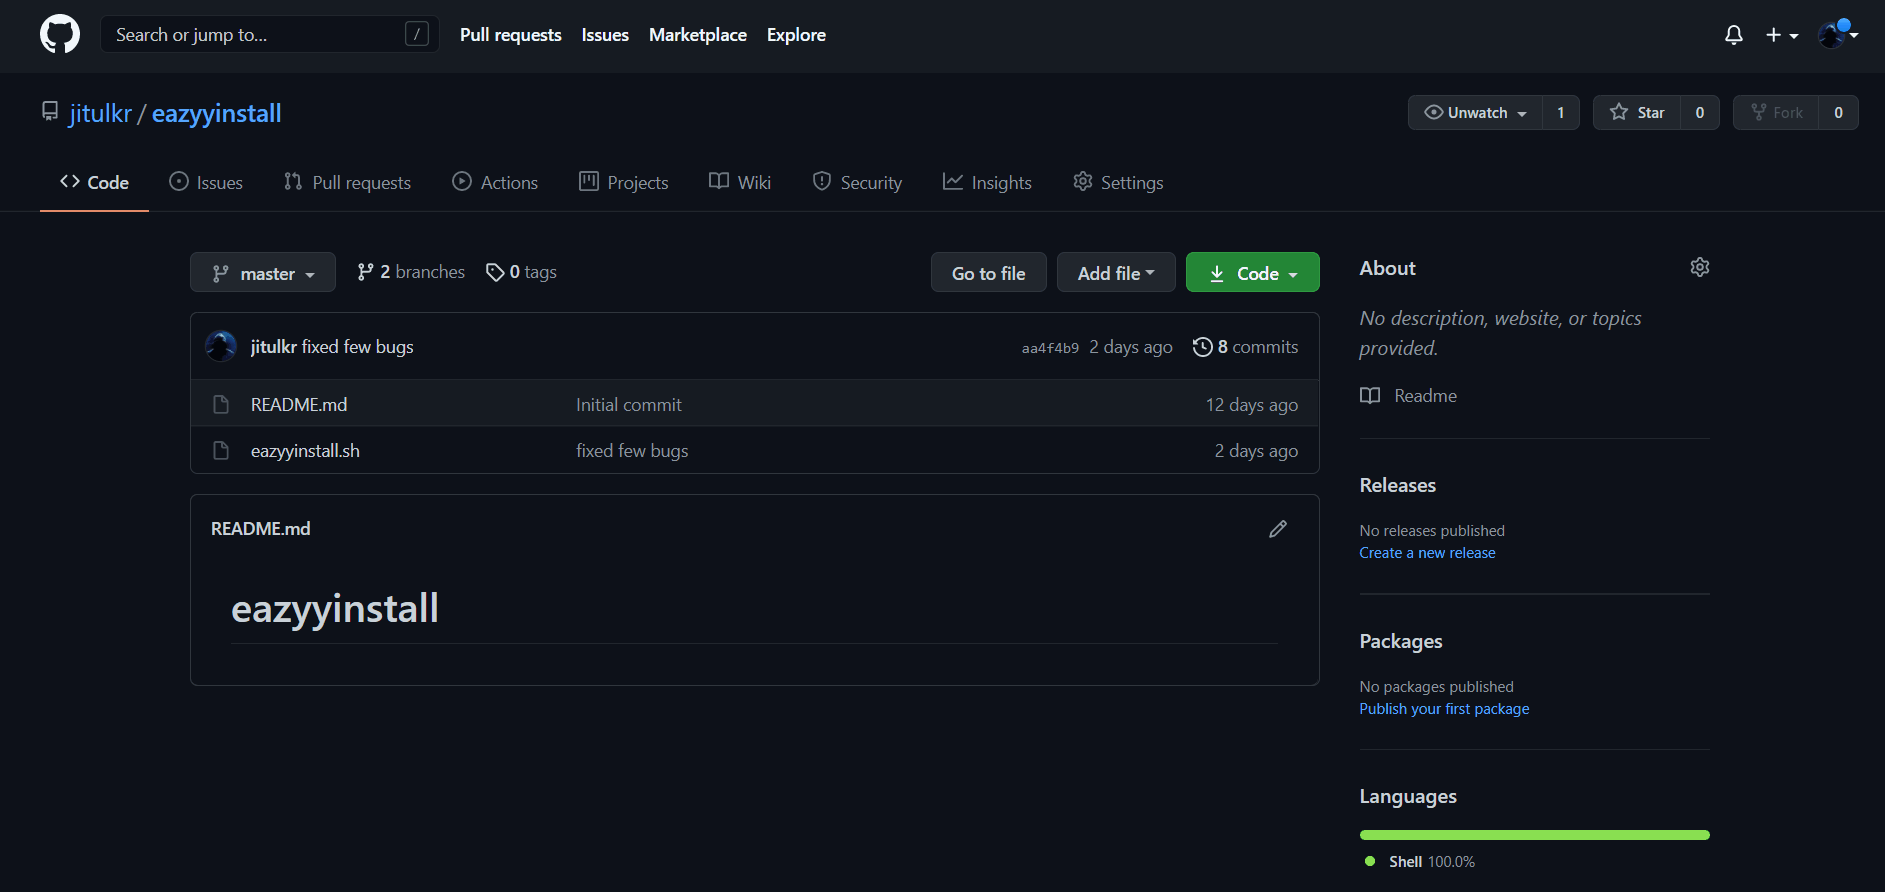 Search or jump to... / Pull requests Issues Marketplace Explore
jitulkr / eazyyinstall Unwatch 1 Star 0 Fork 0
Code Issues Pull requests Actions Projects Wiki Security Insights Settings
master 2 branches 0 tags Go to file Add file Code
jitulkr fixed few bugs aa4f4b9 2 days ago 8 commits
README.md Initial commit 12 days ago
eazyyinstall.sh fixed few bugs 2 days ago
README.md
eazyyinstall
About
No description, website, or topics
provided.
Readme
Releases
No releases published
Create a new release
Packages
No packages published
Publish your first package
Languages
Shell 100.0%